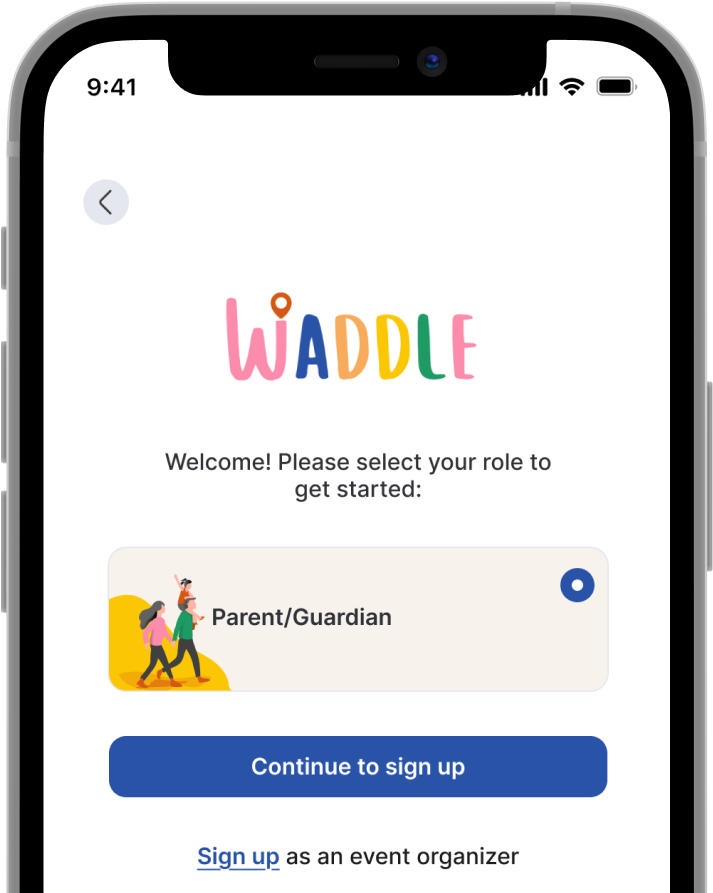 9:41
WADDLE
Welcome! Please select your role to
get started:
Parent/Guardian
Continue to sign up
Sign up as an event organizer